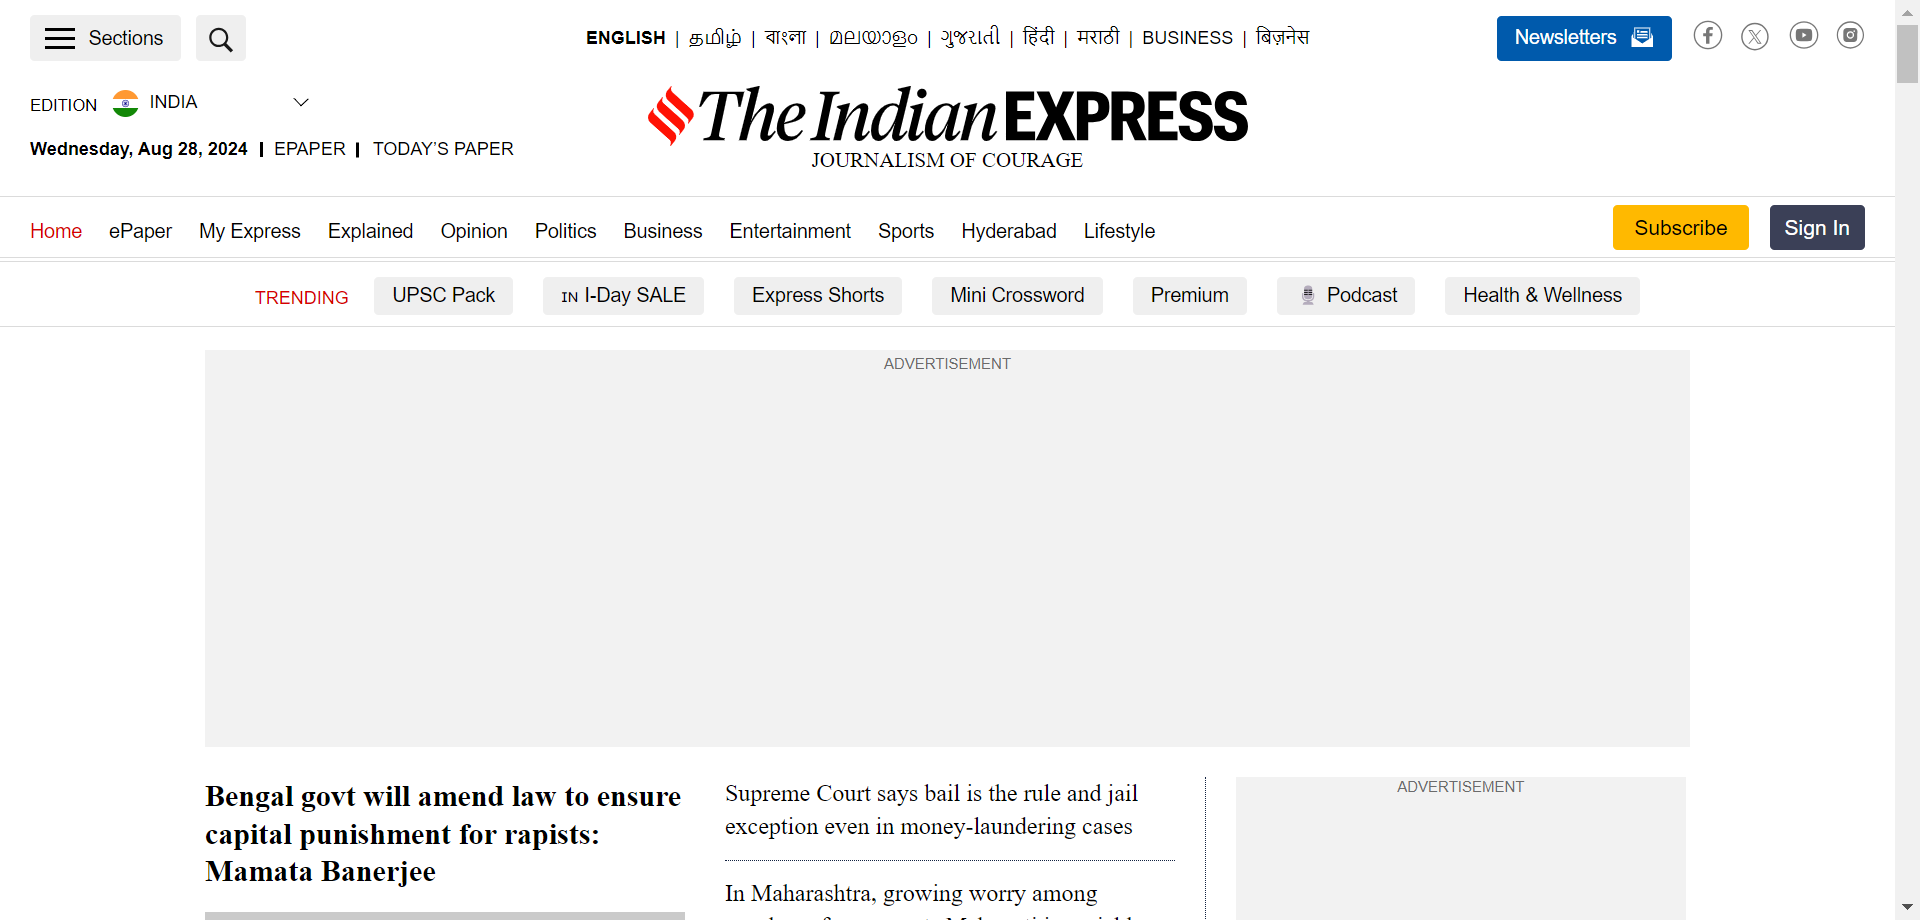 Sections
ENGLISH | தமிழ் | বাংলা | മലയാളം | ગુજરાતી | हिंदी | मराठी | BUSINESS | बिज़नेस
Newsletters
EDITION INDIA
The Indian EXPRESS
JOURNALISM OF COURAGE
Wednesday, Aug 28, 2024 | EPAPER | TODAY’S PAPER
Home ePaper My Express Explained Opinion Politics Business Entertainment Sports Hyderabad Lifestyle
Subscribe Sign In
TRENDING UPSC Pack IN I-Day SALE Express Shorts Mini Crossword Premium Podcast Health & Wellness
ADVERTISEMENT
Bengal govt will amend law to ensure
capital punishment for rapists:
Mamata Banerjee
Supreme Court says bail is the rule and jail
exception even in money-laundering cases
In Maharashtra, growing worry among
ADVERTISEMENT